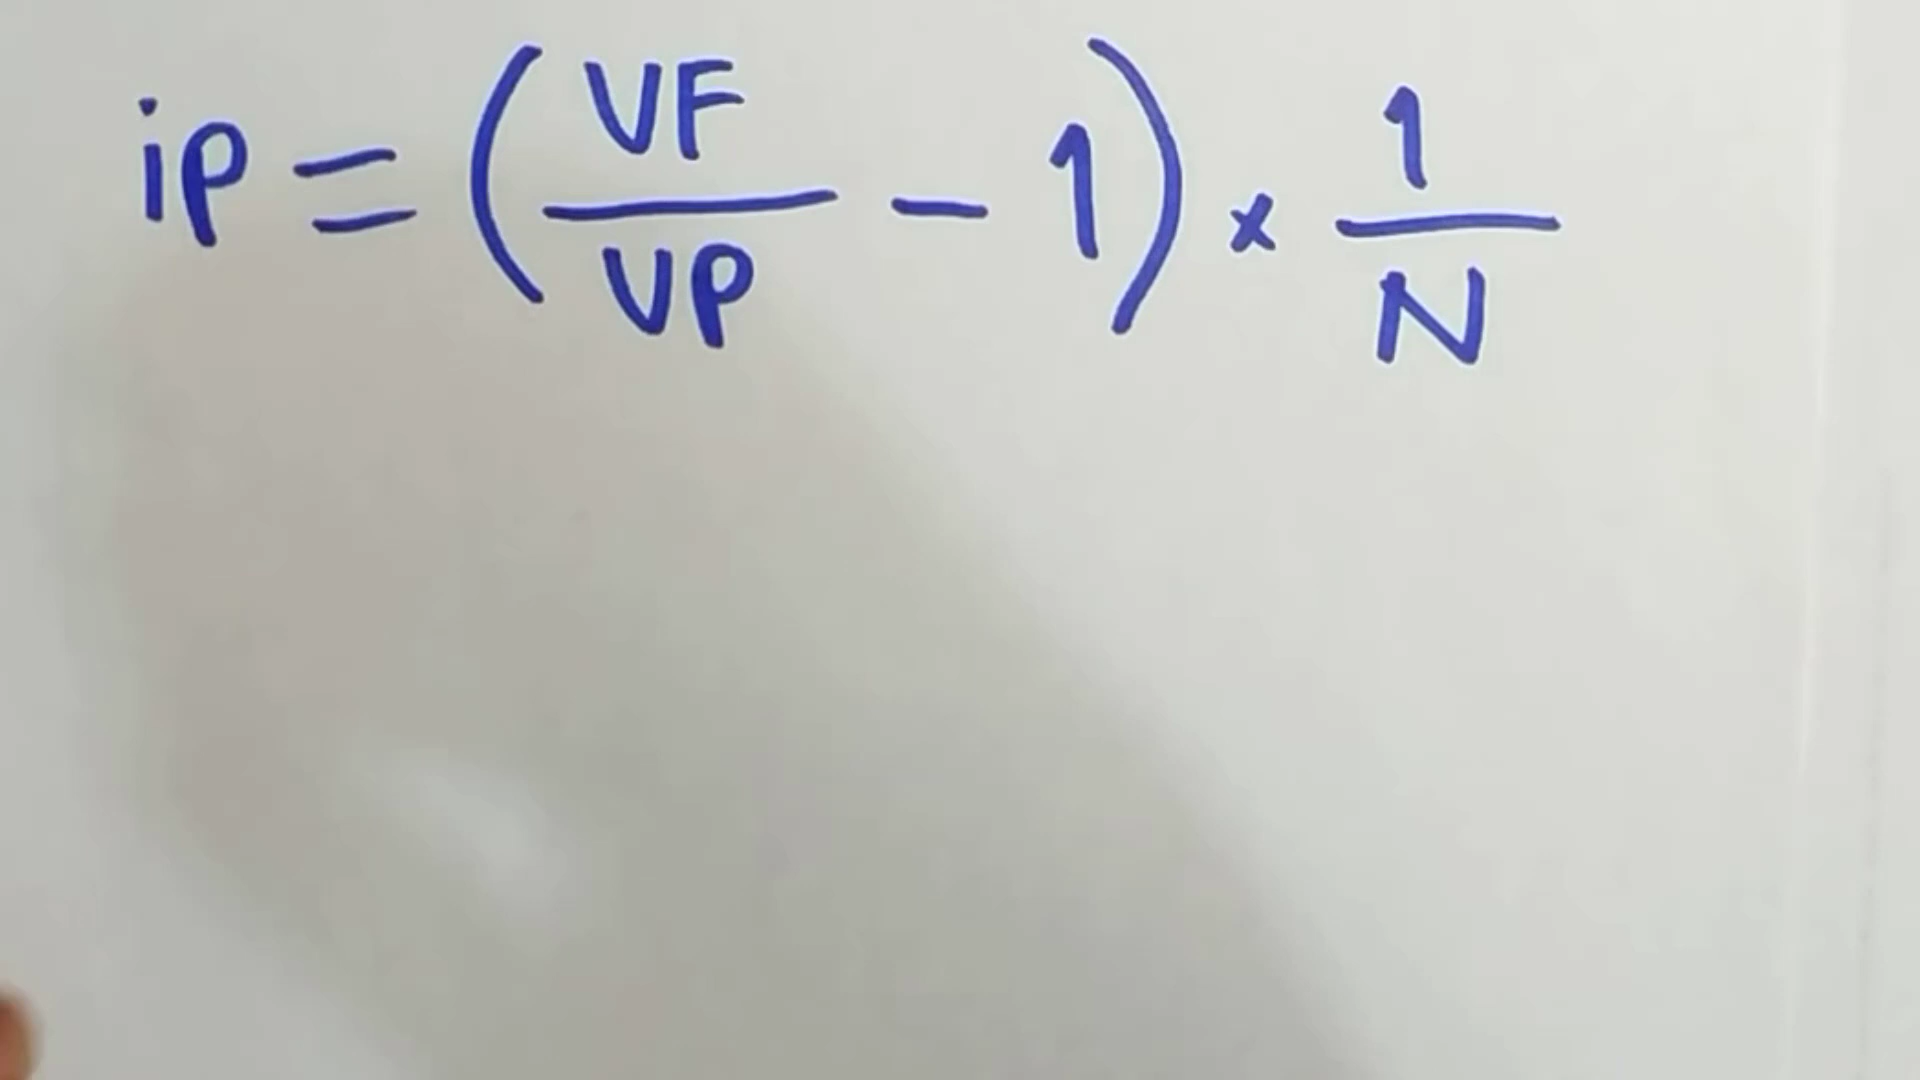 ip = (VF/VP - 1) × 1/N